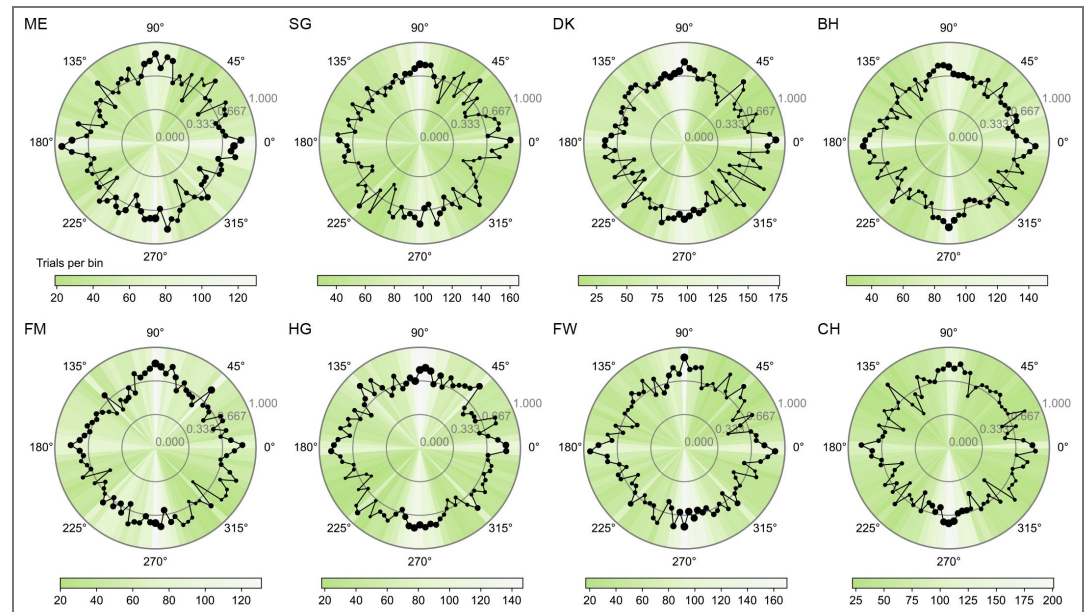 ME SG DK BH
90° 90° 90° 90°
135° 45° 135° 45° 135° 45° 135° 45°
1.000 1.000 1.000 1.000
0.667 0.667 0.667 0.667
0.333 0.333 0.333 0.333
0.000 0.000 0.000 0.000
180° 0° 180° 0° 180° 0° 180° 0°
225° 315° 225° 315° 225° 315° 225° 315°
270° 270° 270° 270°
Trials per bin
20 40 60 80 100 120 40 60 80 100 120 140 160 25 50 75 100 125 150 175 40 60 80 100 120 140
FM HG FW CH
90° 90° 90° 90°
135° 45° 135° 45° 135° 45° 135° 45°
1.000 1.000 1.000 1.000
0.667 0.667 0.667 0.667
0.333 0.333 0.333 0.333
0.000 0.000 0.000 0.000
180° 0° 180° 0° 180° 0° 180° 0°
225° 315° 225° 315° 225° 315° 225° 315°
270° 270° 270° 270°
20 40 60 80 100 120 20 40 60 80 100 120 140 20 40 60 80 100 120 140 160 25 50 75 100 125 150 175 200